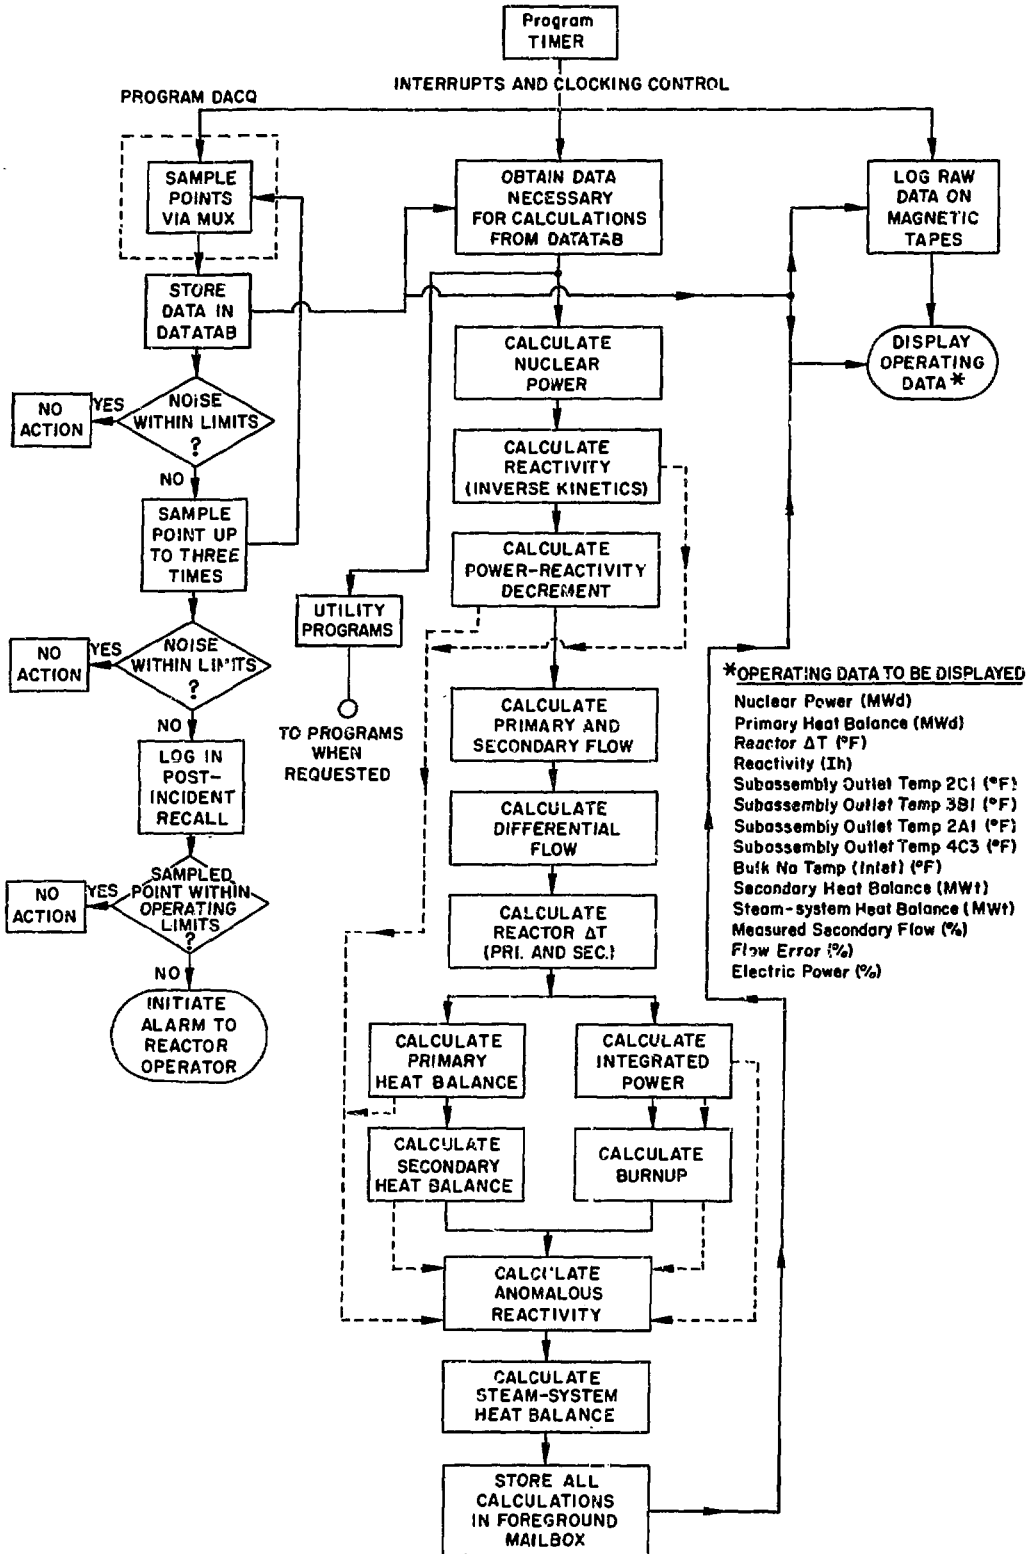 Program
TIMER
INTERRUPTS AND CLOCKING CONTROL
PROGRAM DACQ
SAMPLE
POINTS
VIA MUX
STORE
DATA IN
DATATAB
NOISE
WITHIN LIMITS
?
YES
NO
ACTION
NO
SAMPLE
POINT UP
TO THREE
TIMES
NOISE
WITHIN LIMITS
?
YES
NO
ACTION
NO
LOG IN
POST-
INCIDENT
RECALL
SAMPLED
POINT WITHIN
OPERATING
LIMITS
?
YES
NO
ACTION
NO
INITIATE
ALARM TO
REACTOR
OPERATOR
OBTAIN DATA
NECESSARY
FOR CALCULATIONS
FROM DATATAB
CALCULATE
NUCLEAR
POWER
CALCULATE
REACTIVITY
(INVERSE KINETICS)
CALCULATE
POWER-REACTIVITY
DECREMENT
UTILITY
PROGRAMS
TO PROGRAMS
WHEN
REQUESTED
CALCULATE
PRIMARY AND
SECONDARY FLOW
CALCULATE
DIFFERENTIAL
FLOW
CALCULATE
REACTOR ΔT
(PRI. AND SEC.)
CALCULATE
PRIMARY
HEAT BALANCE
CALCULATE
INTEGRATED
POWER
CALCULATE
SECONDARY
HEAT BALANCE
CALCULATE
BURNUP
CALCULATE
ANOMALOUS
REACTIVITY
CALCULATE
STEAM-SYSTEM
HEAT BALANCE
STORE ALL
CALCULATIONS
IN FOREGROUND
MAILBOX
LOG RAW
DATA ON
MAGNETIC
TAPES
DISPLAY
OPERATING
DATA *
*OPERATING DATA TO BE DISPLAYED
Nuclear Power (MWd)
Primary Heat Balance (MWd)
Reactor ΔT (°F)
Reactivity (Ih)
Subassembly Outlet Temp 2C1 (°F)
Subassembly Outlet Temp 3B1 (°F)
Subassembly Outlet Temp 2A1 (°F)
Subassembly Outlet Temp 4C3 (°F)
Bulk Na Temp (Inlet) (°F)
Secondary Heat Balance (MWt)
Steam-system Heat Balance (MWt)
Measured Secondary Flow (%)
Flow Error (%)
Electric Power (%)